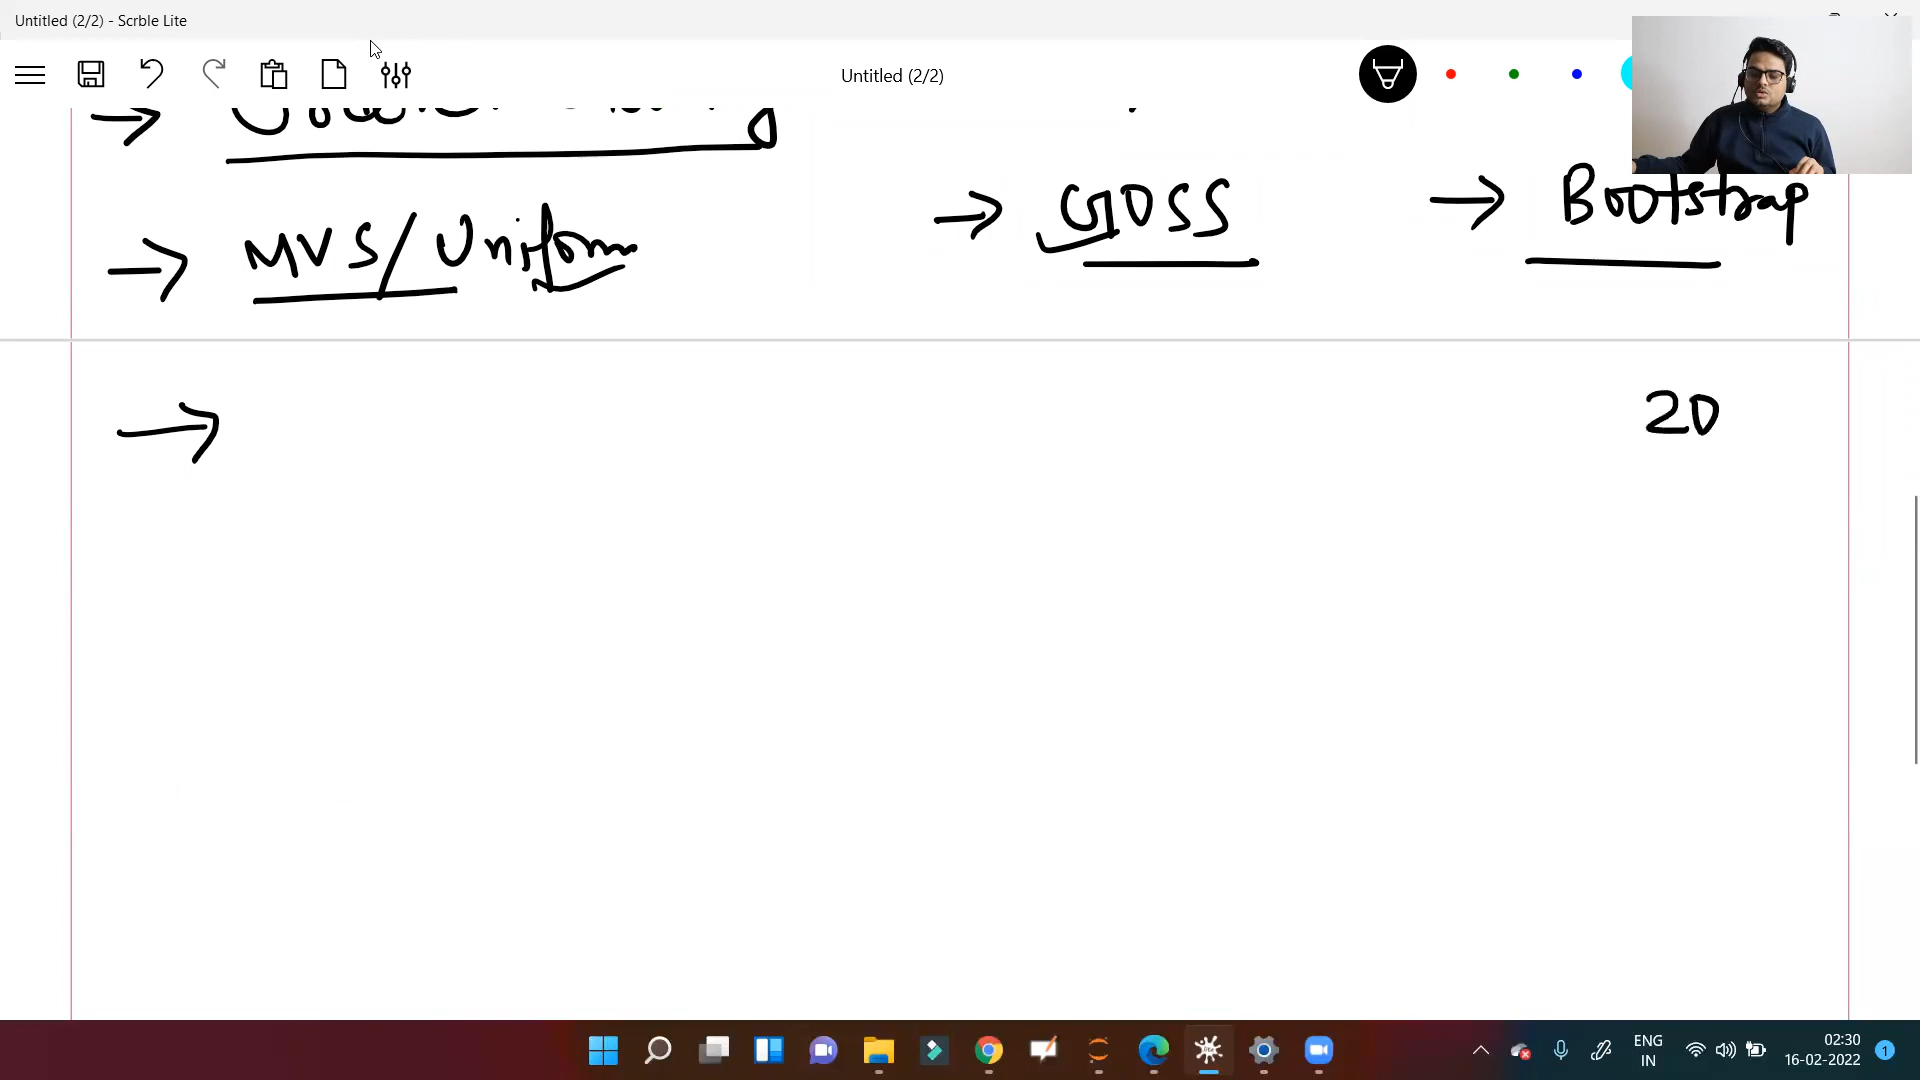 Untitled (2/2) - Scrble Lite
Untitled (2/2)
→ MVS/Uniform → GOSS → Bootstrap
→ 20
ENG
IN
02:30
16-02-2022
1